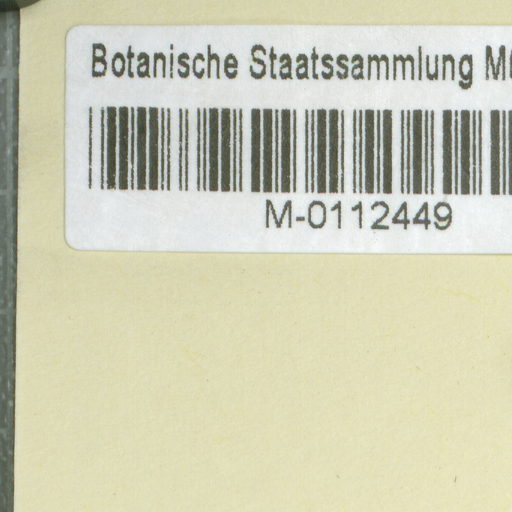 Botanische Staatssammlung
M-0112449